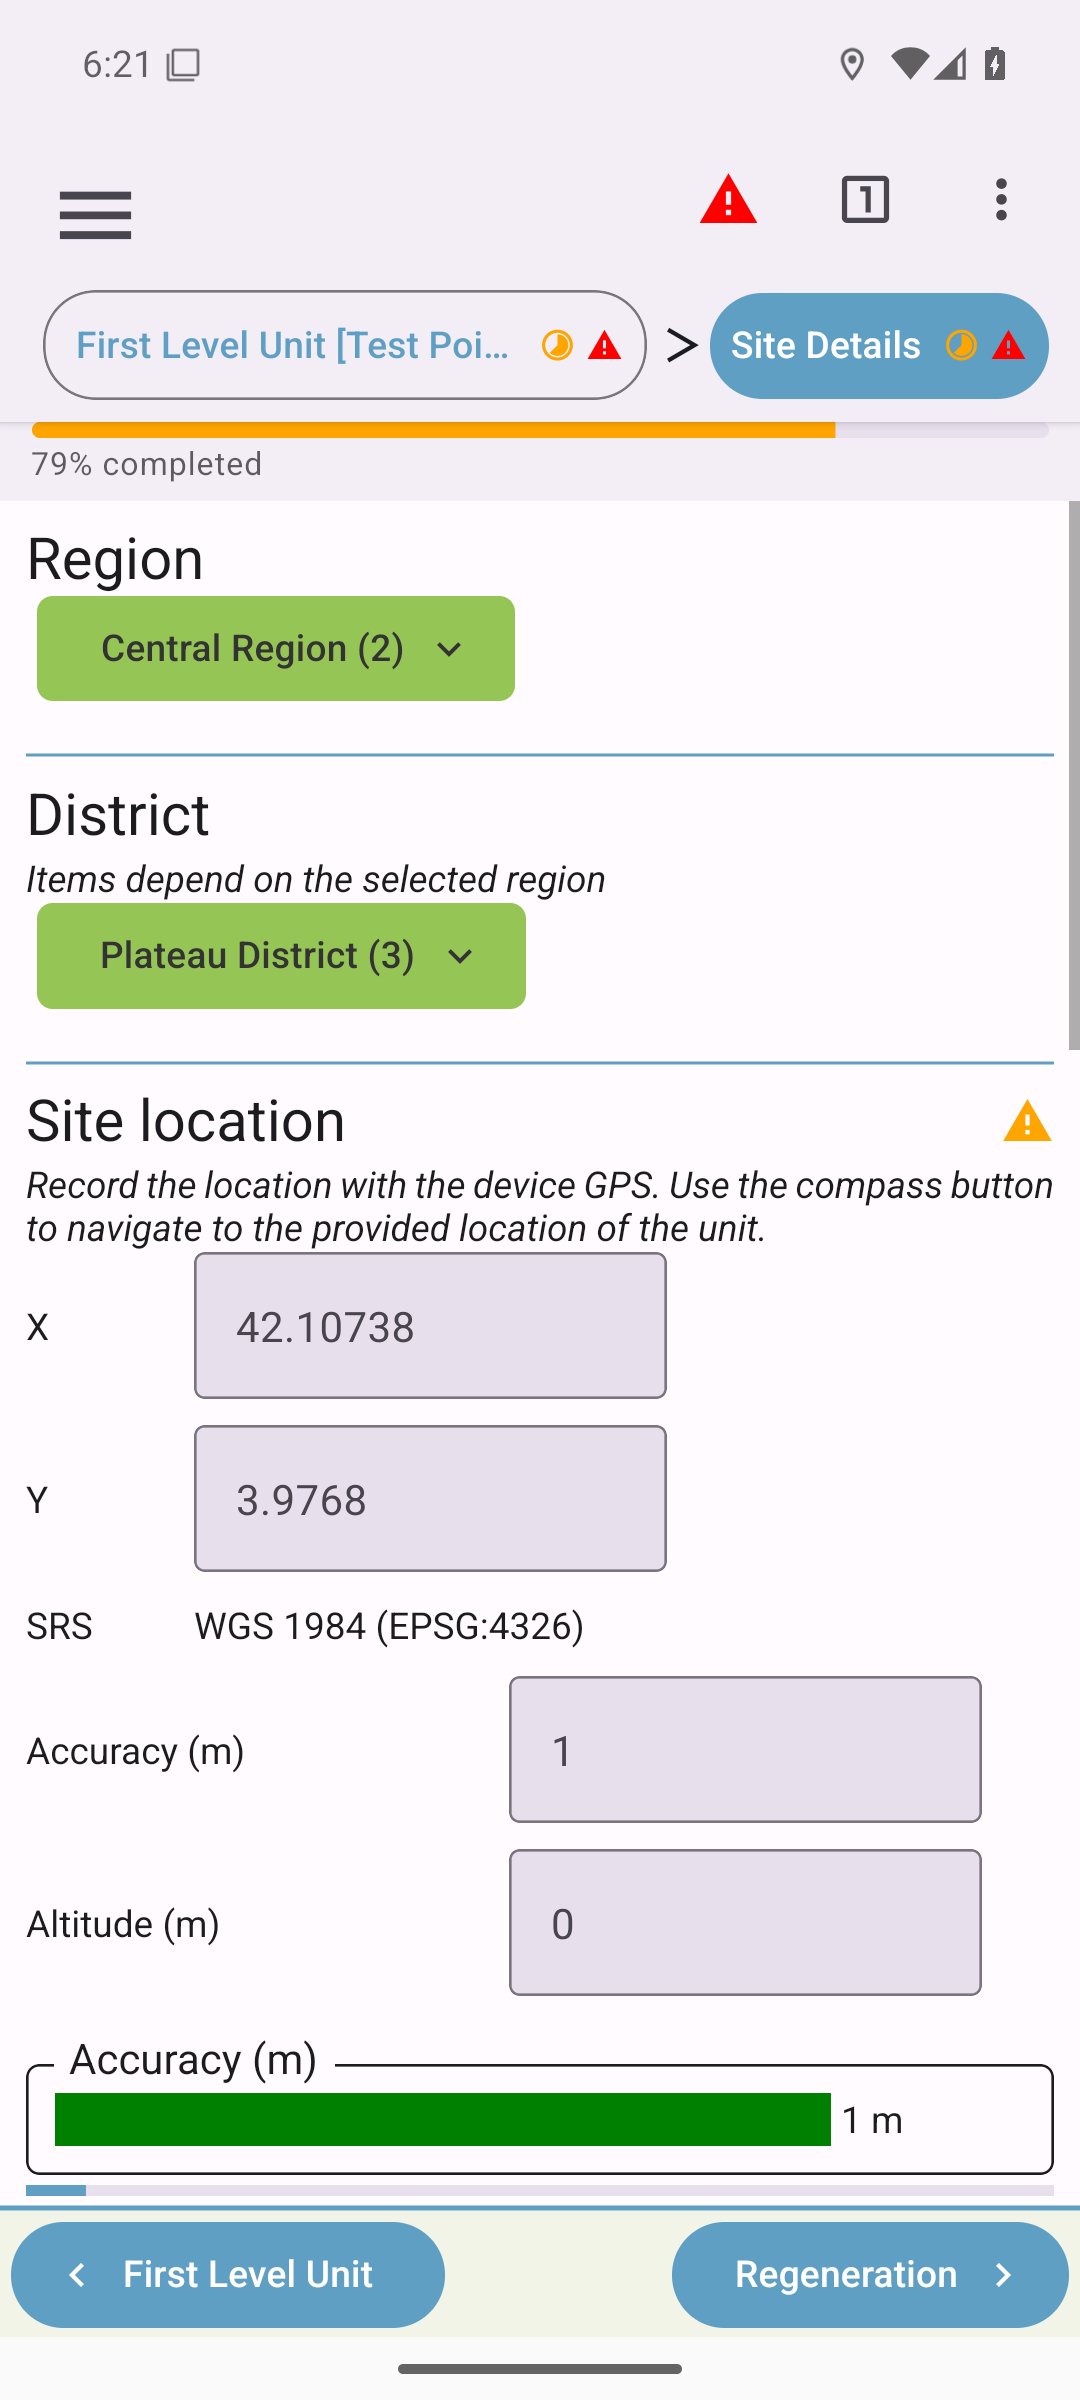 6:21
1
First Level Unit [Test Poi...
>
Site Details
79% completed
Region
Central Region (2)
District
Items depend on the selected region
Plateau District (3)
Site location
Record the location with the device GPS. Use the compass button
to navigate to the provided location of the unit.
X
42.10738
Y
3.9768
SRS
WGS 1984 (EPSG:4326)
Accuracy (m)
1
Altitude (m)
0
Accuracy (m)
1 m
First Level Unit
Regeneration